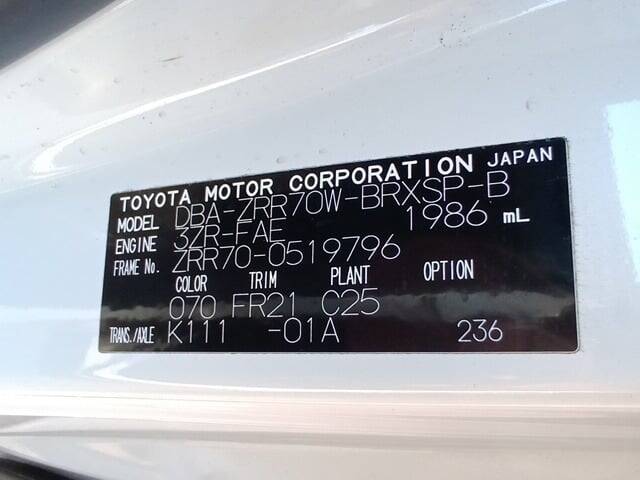 TOYOTA MOTOR CORPORATION JAPAN
MODEL DBA-ZRR70W-BRXSP-B
ENGINE 3ZR-FAE 1986 mL
FRAME No. ZRR70-0519796
COLOR TRIM PLANT OPTION
070 FR21 C25
TRANS./AXLE K111 -01A 236